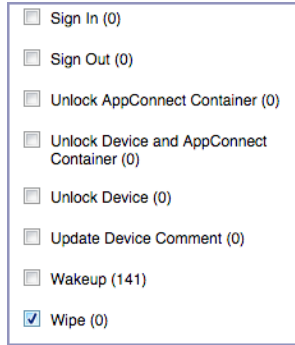 Sign In (0)
Sign Out (0)
Unlock AppConnect Container (0)
Unlock Device and AppConnect
Container (0)
Unlock Device (0)
Update Device Comment (0)
Wakeup (141)
Wipe (0)